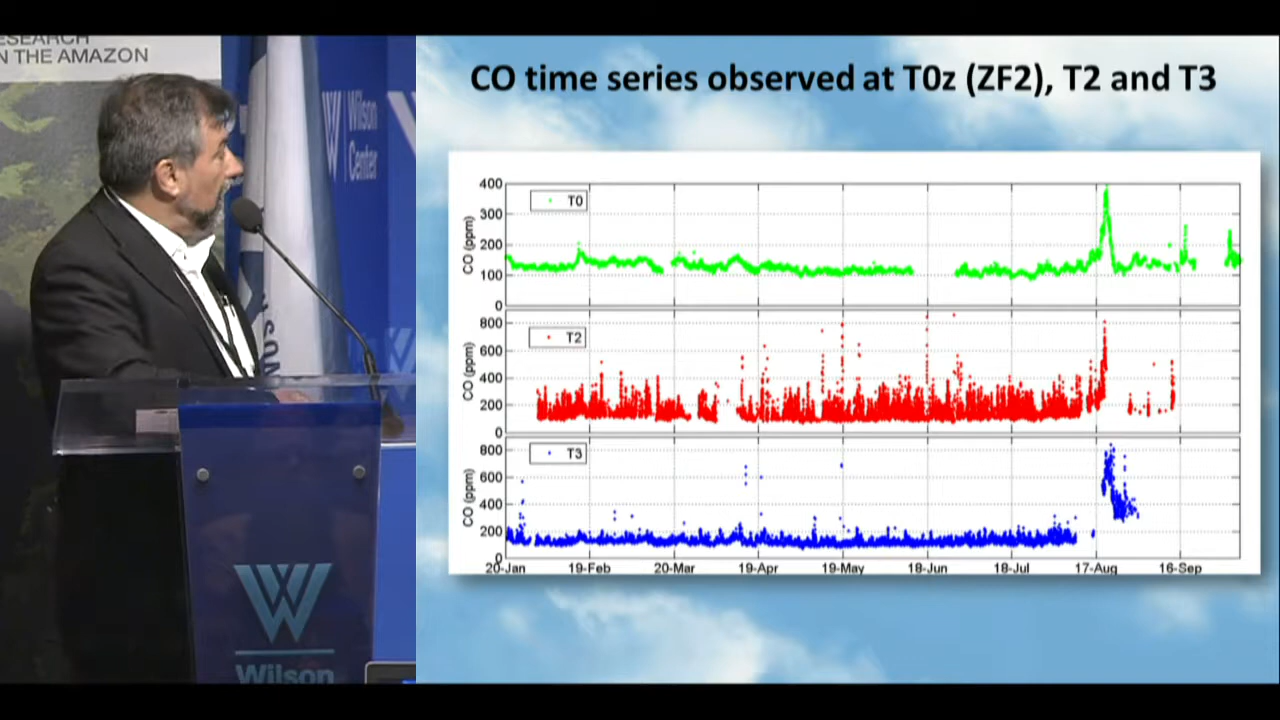 ESEARCH
N THE AMAZON
Wilson
Center
SON
Wilson
CO time series observed at T0z (ZF2), T2 and T3
400
300
200
100
0
CO (ppm)
T0
800
600
400
200
0
CO (ppm)
T2
800
600
400
200
0
CO (ppm)
T3
20-Jan 19-Feb 20-Mar 19-Apr 19-May 18-Jun 18-Jul 17-Aug 16-Sep